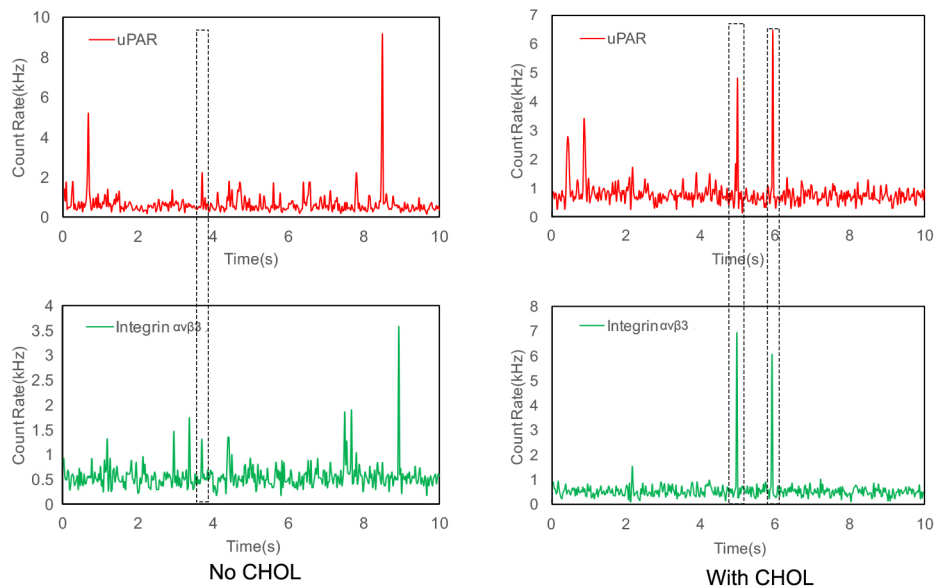 10
8
6
4
2
0
Count Rate(kHz)
uPAR
0 2 4 6 8 10
Time(s)
7
6
5
4
3
2
1
0
Count Rate(kHz)
uPAR
0 2 4 6 8 10
Time(s)
4
3.5
3
2.5
2
1.5
1
0.5
0
Count Rate(kHz)
Integrin αvβ3
0 2 4 6 8 10
Time(s)
No CHOL
8
7
6
5
4
3
2
1
0
Count Rate(kHz)
Integrin αvβ3
0 2 4 6 8 10
Time(s)
With CHOL